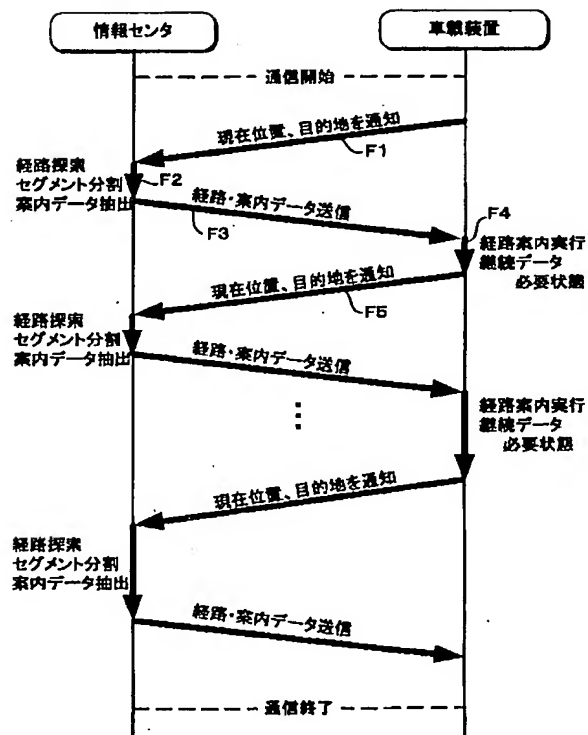 情報センタ
車載装置
通信開始
現在位置、目的地を通知
F1
経路探索
セグメント分割
案内データ抽出
F2
経路・案内データ送信
F3
F4
経路案内実行
継続データ
必要状態
現在位置、目的地を通知
F5
経路探索
セグメント分割
案内データ抽出
経路・案内データ送信
経路案内実行
継続データ
必要状態
現在位置、目的地を通知
経路探索
セグメント分割
案内データ抽出
経路・案内データ送信
通信終了